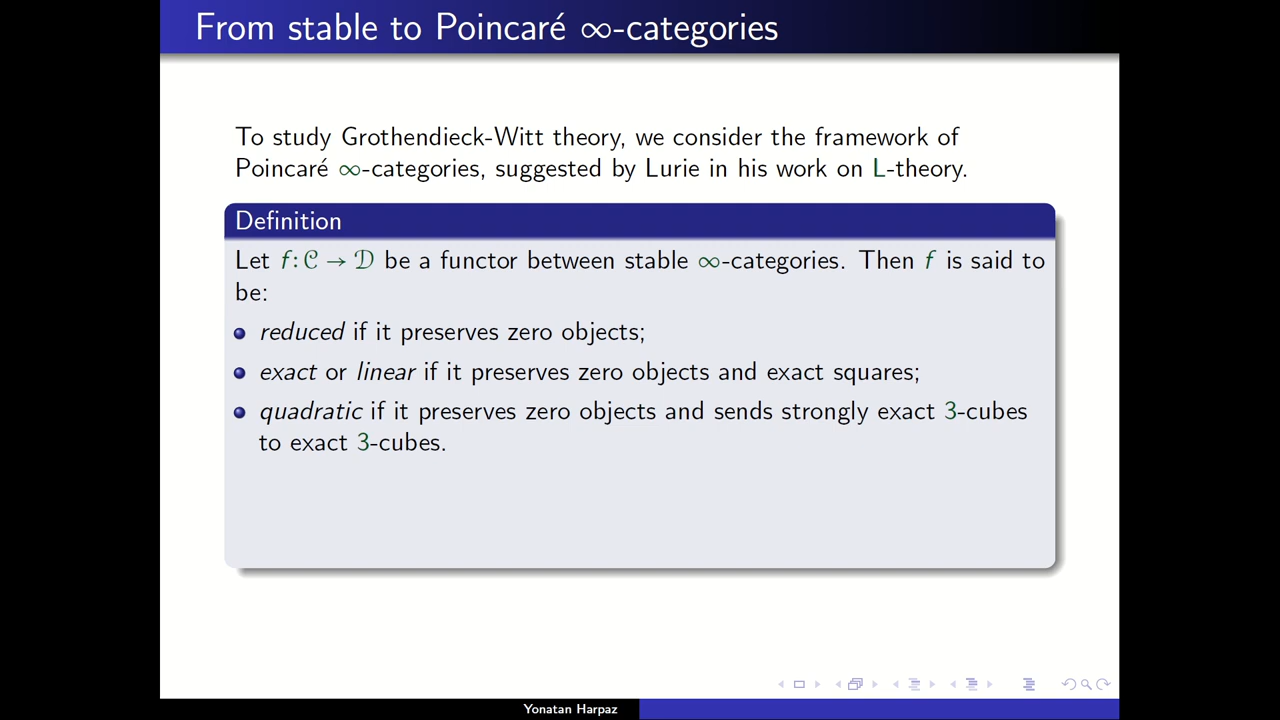 From stable to Poincaré ∞-categories
To study Grothendieck-Witt theory, we consider the framework of
Poincaré ∞-categories, suggested by Lurie in his work on L-theory.
Definition
Let f: C → D be a functor between stable ∞-categories. Then f is said to
be:
reduced if it preserves zero objects;
exact or linear if it preserves zero objects and exact squares;
quadratic if it preserves zero objects and sends strongly exact 3-cubes
to exact 3-cubes.
Yonatan Harpaz